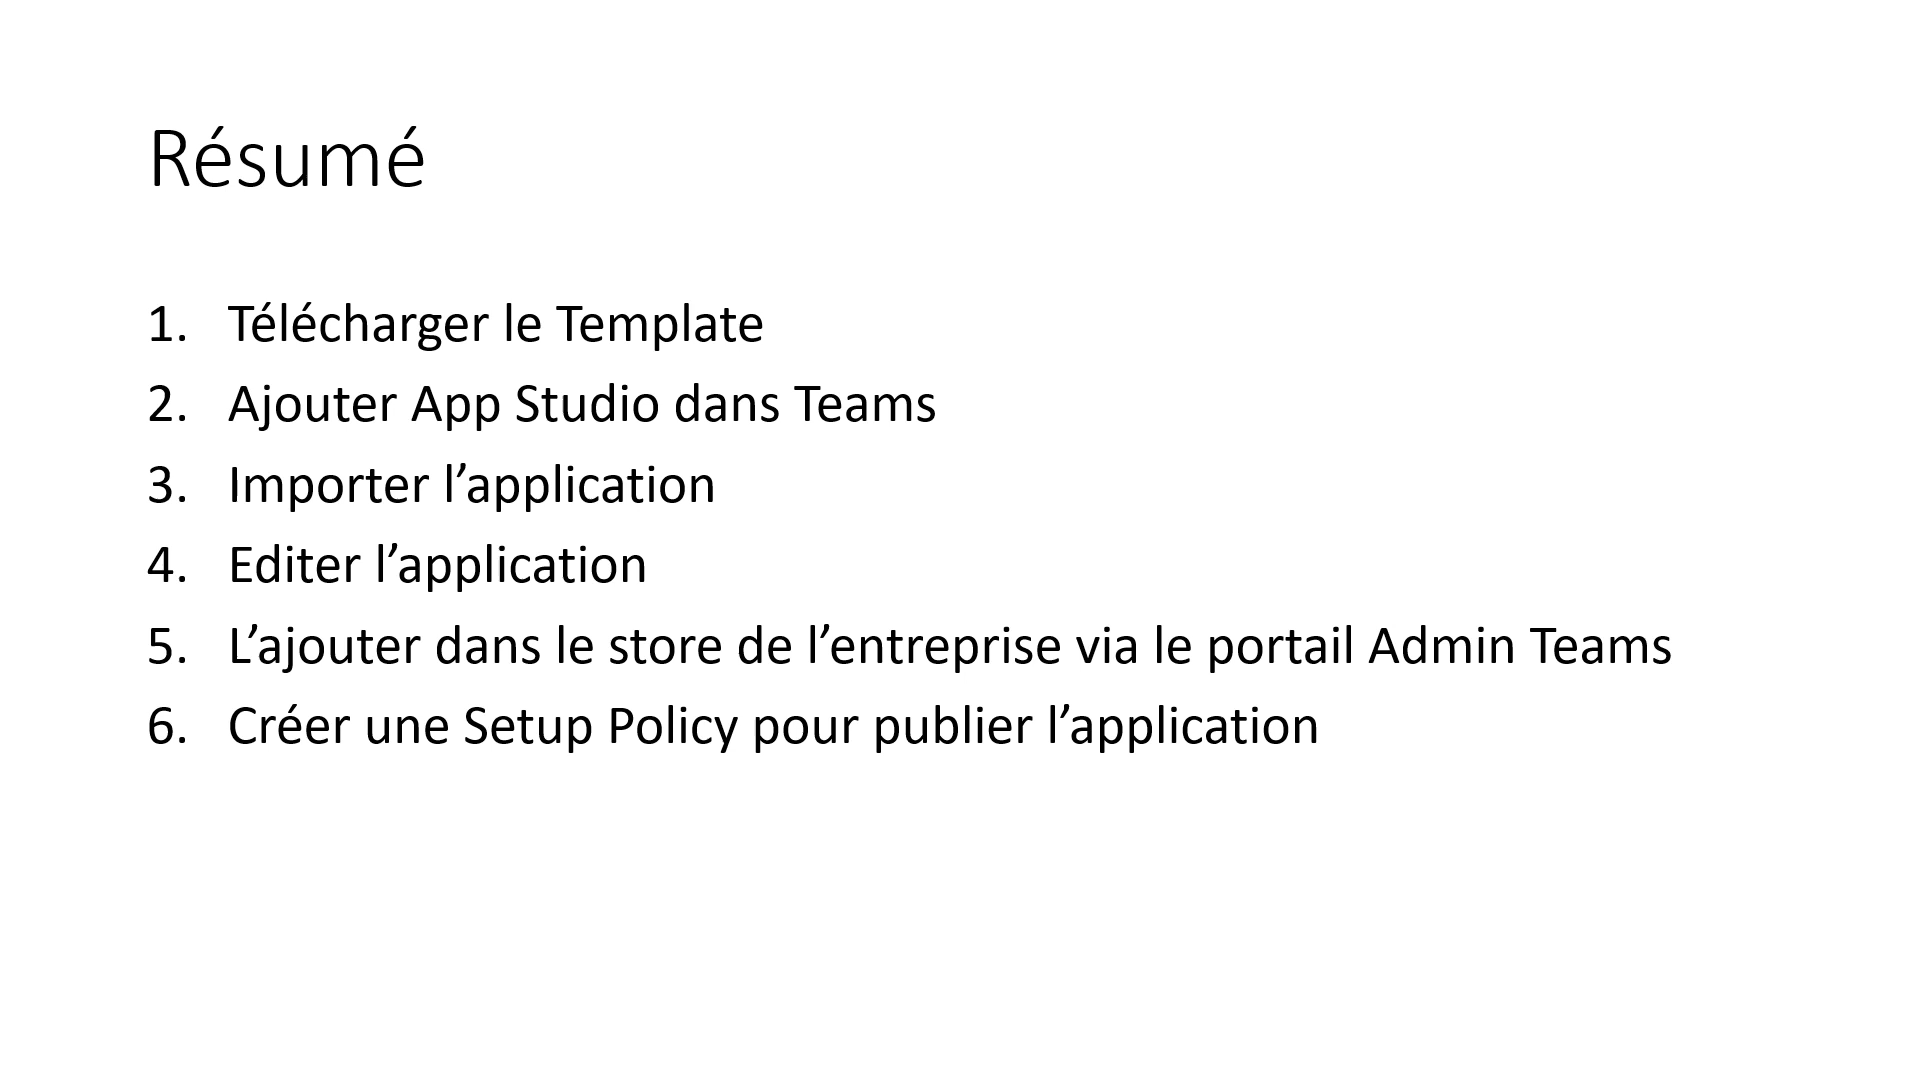 Résumé
1. Télécharger le Template
2. Ajouter App Studio dans Teams
3. Importer l’application
4. Editer l’application
5. L’ajouter dans le store de l’entreprise via le portail Admin Teams
6. Créer une Setup Policy pour publier l’application